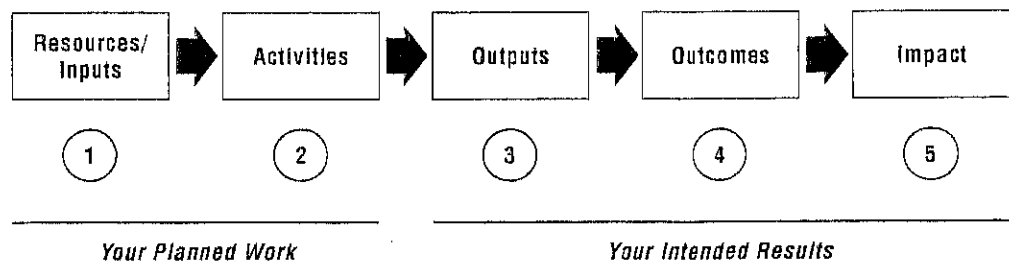 Resources/
Inputs
Activities
Outputs
Outcomes
Impact
1
2
3
4
5
Your Planned Work
Your Intended Results